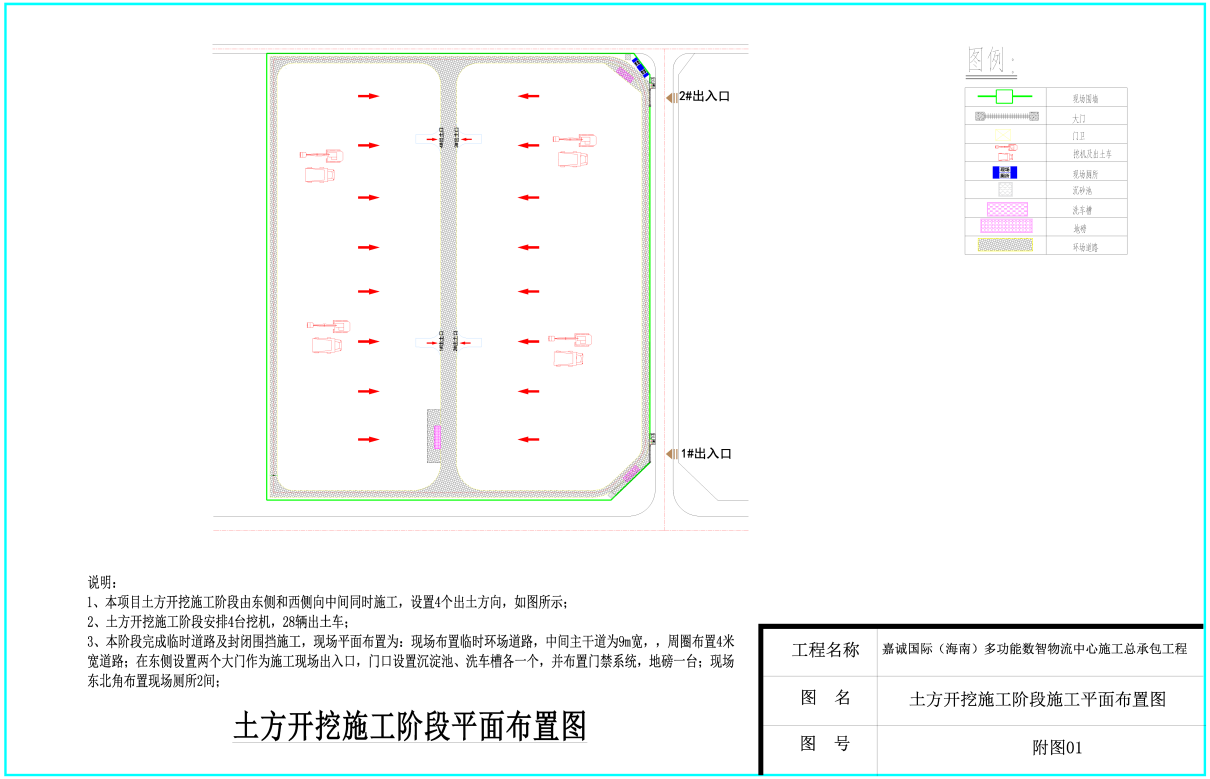 图例：
2#出入口
现场围墙
大门
门卫
挖机及出土车
现场厕所
沉砂池
洗车槽
地磅
环场道路
1#出入口
说明：
1、本项目土方开挖施工阶段由东侧和西侧向中间同时施工，设置4个出土方向，如图所示；
2、土方开挖施工阶段安排4台挖机，28辆出土车；
3、本阶段完成临时道路及封闭围挡施工，现场平面布置为：现场布置临时环场道路，中间主干道为9m宽，，周圈布置4米
宽道路；在东侧设置两个大门作为施工现场出入口，门口设置沉淀池、洗车槽各一个，并布置门禁系统，地磅一台；现场
东北角布置现场厕所2间；
土方开挖施工阶段平面布置图
工程名称 嘉诚国际（海南）多功能数智物流中心施工总承包工程
图 名 土方开挖施工阶段施工平面布置图
图 号 附图01